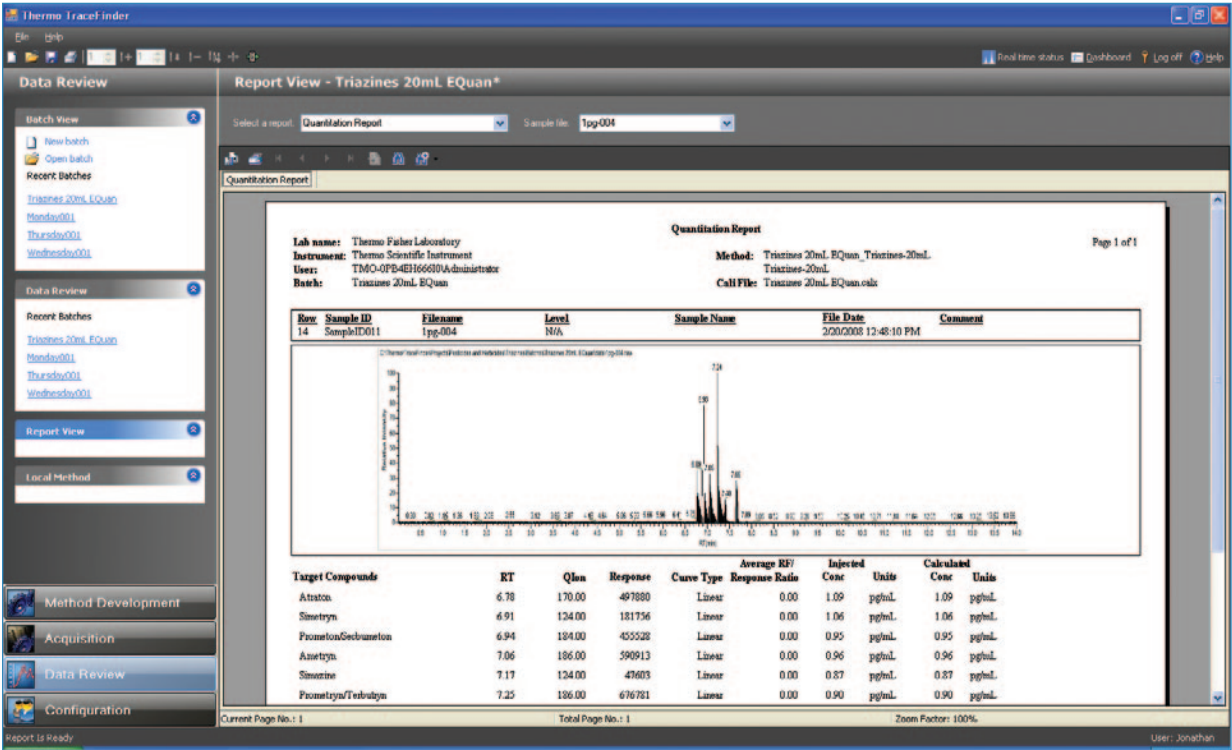 Thermo TraceFinder
File Help
1 1
Real time status Dashboard Log off Help
Data Review
Report View - Triazines 20mL EQuan*
Batch View
New batch
Open batch
Recent Batches
Triazines 20mL EQuan
Monday001
Thursday001
Wednesday001
Data Review
Recent Batches
Triazines 20mL EQuan
Monday001
Thursday001
Wednesday001
Report View
Local Method
Method Development
Acquisition
Data Review
Configuration
Select a report: Quantitation Report Sample file: 1pg-004
Quantitation Report
Quantitation Report
Page 1 of 1
Lab name: Thermo Fisher Laboratory
Instrument: Thermo Scientific Instrument
User:
Batch: Triazines 20mL EQuan
Method: Triazines 20mL EQuan_Triazines-20mL
Triazines-20mL
Cali File: Triazines 20mL EQuan.calx
Row Sample ID Filename Level Sample Name File Date Comment
14 SampleID011 1pg-004 N/A 2/20/2008 12:48:10 PM
Relative Intensity
7.24
RT(min)
Target Compounds RT QIon Response Curve Type Average RF/ Response Ratio Injected Conc Units Calculated Conc Units
Atraton 6.78 170.00 497880 Linear 0.00 1.09 pg/mL 1.09 pg/mL
Simetryn 6.91 124.00 181756 Linear 0.00 1.06 pg/mL 1.06 pg/mL
Prometon/Secbumeton 6.94 184.00 455528 Linear 0.00 0.95 pg/mL 0.95 pg/mL
Ametryn 7.06 186.00 590913 Linear 0.00 0.96 pg/mL 0.96 pg/mL
Simazine 7.17 124.00 47603 Linear 0.00 0.87 pg/mL 0.87 pg/mL
Prometryn/Terbutryn 7.25 186.00 676781 Linear 0.00 0.90 pg/mL 0.90 pg/mL
Current Page No.: 1 Total Page No.: 1 Zoom Factor: 100%
Report Is Ready User: Jonathan